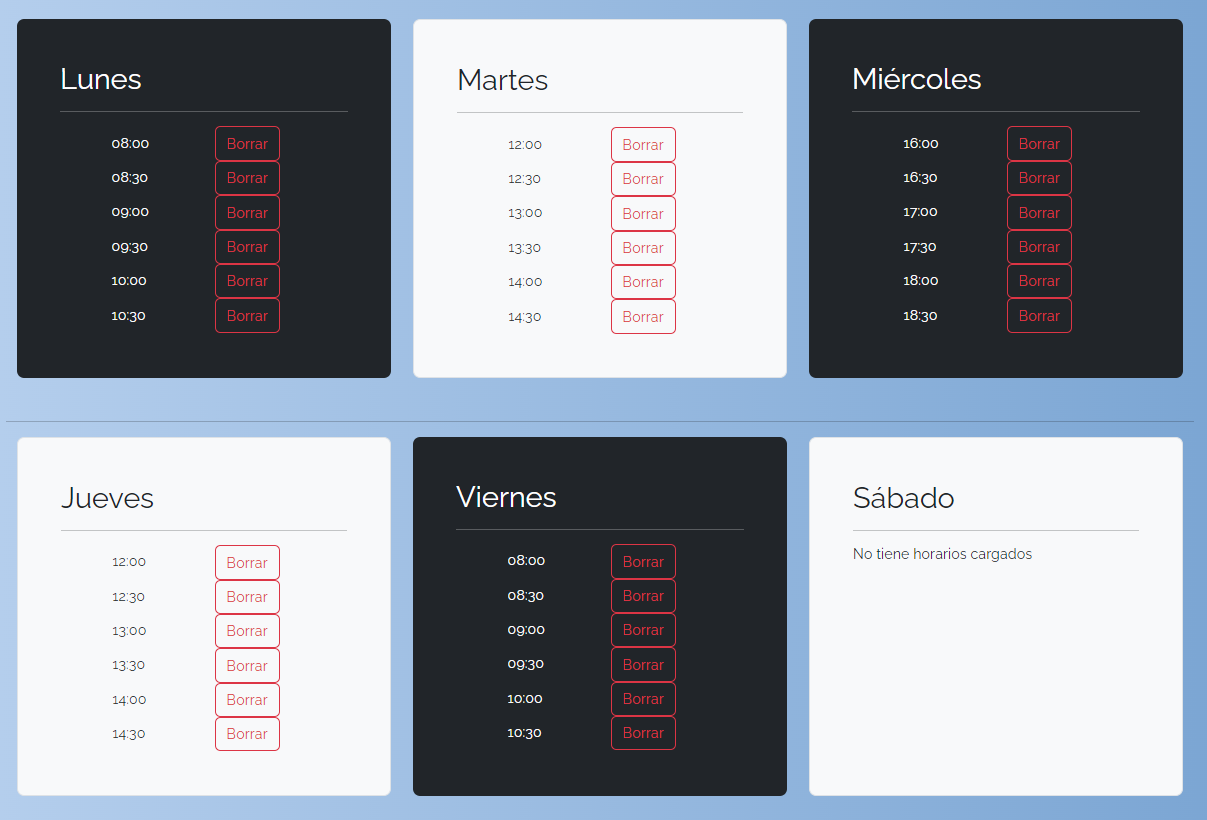 Lunes
08:00 Borrar
08:30 Borrar
09:00 Borrar
09:30 Borrar
10:00 Borrar
10:30 Borrar
Martes
12:00 Borrar
12:30 Borrar
13:00 Borrar
13:30 Borrar
14:00 Borrar
14:30 Borrar
Miércoles
16:00 Borrar
16:30 Borrar
17:00 Borrar
17:30 Borrar
18:00 Borrar
18:30 Borrar
Jueves
12:00 Borrar
12:30 Borrar
13:00 Borrar
13:30 Borrar
14:00 Borrar
14:30 Borrar
Viernes
08:00 Borrar
08:30 Borrar
09:00 Borrar
09:30 Borrar
10:00 Borrar
10:30 Borrar
Sábado
No tiene horarios cargados